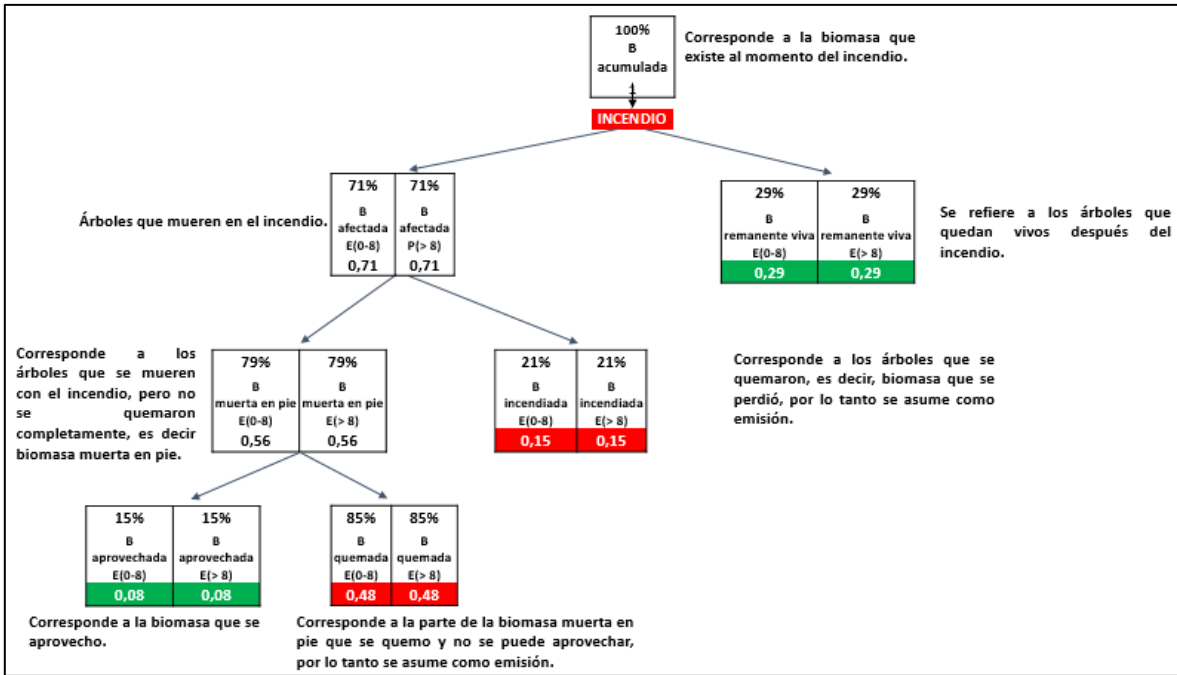 100%
B
acumulada
1
Corresponde a la biomasa que
existe al momento del incendio.
INCENDIO
Árboles que mueren en el incendio.
71% 71%
B B
afectada afectada
E(0-8) P(> 8)
0,71 0,71
29% 29%
B B
remanente viva remanente viva
E(0-8) E(> 8)
0,29 0,29
Se refiere a los árboles que
quedan vivos después del
incendio.
Corresponde a los
árboles que se mueren
con el incendio, pero no
se quemaron
completamente, es decir
biomasa muerta en pie.
79% 79%
B B
muerta en pie muerta en pie
E(0-8) E(> 8)
0,56 0,56
21% 21%
B B
incendiada incendiada
E(0-8) E(> 8)
0,15 0,15
Corresponde a los árboles que se
quemaron, es decir, biomasa que se
perdió, por lo tanto se asume como
emisión.
15% 15%
B B
aprovechada aprovechada
E(0-8) E(> 8)
0,08 0,08
85% 85%
B B
quemada quemada
E(0-8) E(> 8)
0,48 0,48
Corresponde a la biomasa que se
aprovecho.
Corresponde a la parte de la biomasa muerta en
pie que se quemo y no se puede aprovechar,
por lo tanto se asume como emisión.